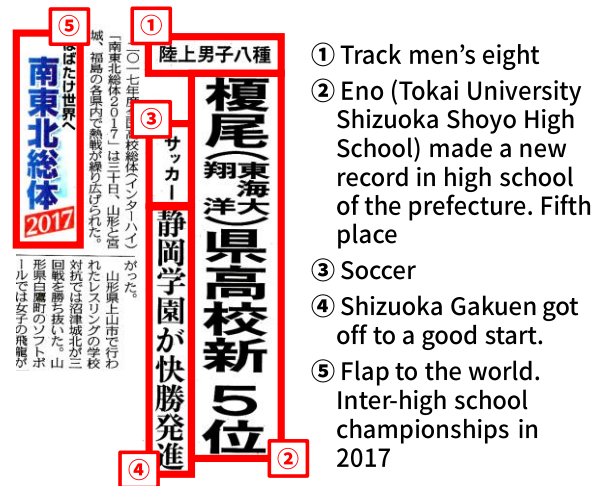 ①
陸上男子八種
②
榎尾(東海大翔洋)県高校新 5位
③
サッカー
④
静岡学園が快勝発進
⑤
はばたけ世界へ
南東北総体
2017
二〇一七年度全国高校総体(インターハイ)
「南東北総体2017」は三十日、山形と宮
城、福島の各県内で熱戦が繰り広げられた。
がった。
山形県上山市で行わ
れたレスリングの学校
対抗では沼津城北が三
回戦を勝ち抜いた。山
形県白鷹町のソフトボ
ールでは女子の飛龍が
① Track men’s eight
② Eno (Tokai University
Shizuoka Shoyo High
School) made a new
record in high school
of the prefecture. Fifth
place
③ Soccer
④ Shizuoka Gakuen got
off to a good start.
⑤ Flap to the world.
Inter-high school
championships in
2017